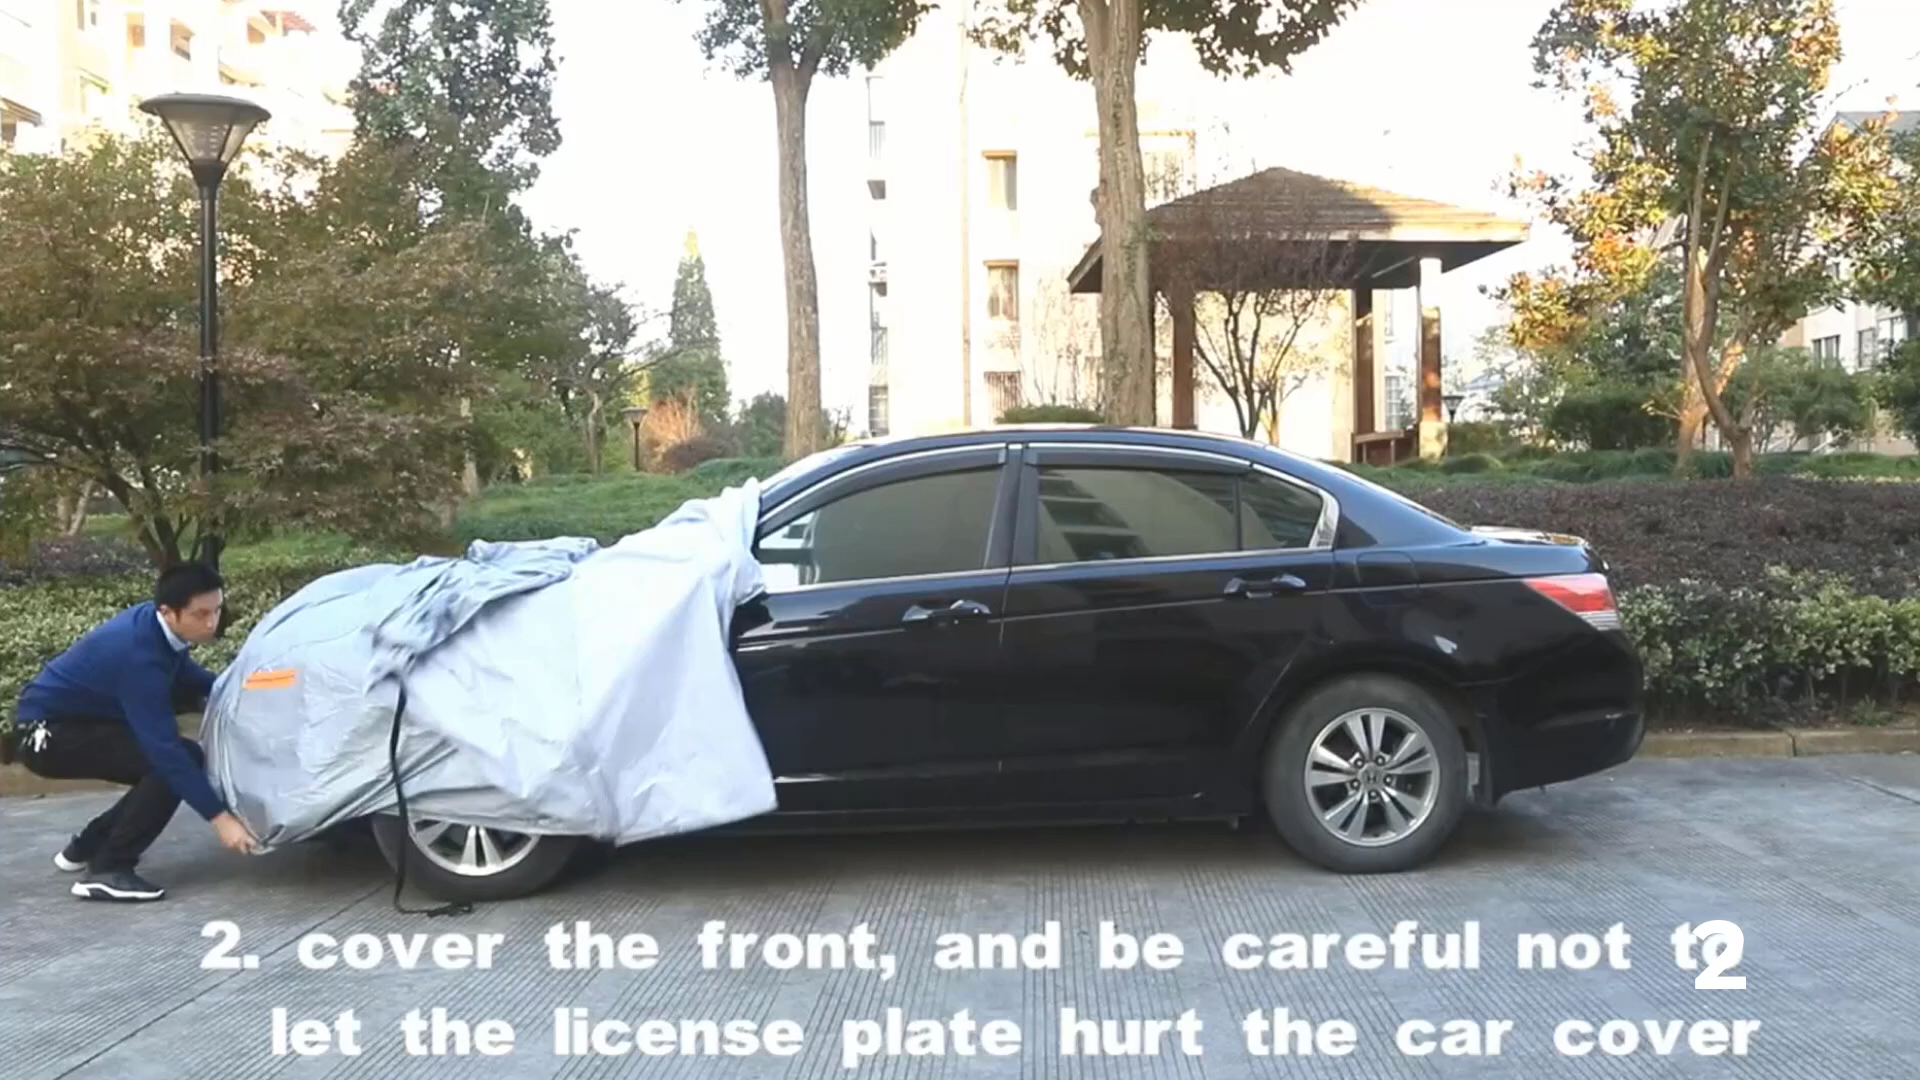 2. cover the front, and be careful not to
2
let the license plate hurt the car cover